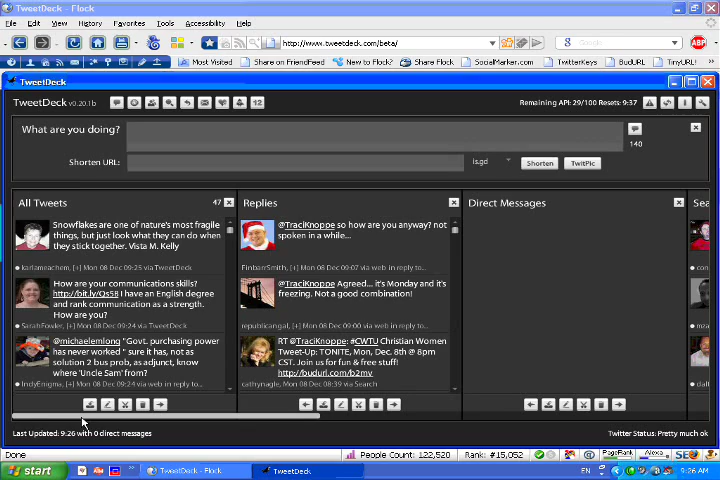 TweetDeck - Flock
File Edit View History Favorites Tools Accessibility Help
http://www.tweetdeck.com/beta/
Google
ABP
Most Visited Share on FriendFeed New to Flock? Share Flock SocialMarker.com TwitterKeys BudURL TinyURL!
TweetDeck
TweetDeck v0.20.1b
12
Remaining API: 29/100 Resets: 9:37
What are you doing?
140
Shorten URL:
is.gd
Shorten
TwitPic
All Tweets 47
Snowflakes are one of nature's most fragile
things, but just look what they can do when
they stick together. Vista M. Kelly
karlameachem, [+] Mon 08 Dec 09:25 via TweetDeck
How are your communications skills?
http://bit.ly/Qs5B I have an English degree
and rank communication as a strength.
How are you?
SarahFowler, [+] Mon 08 Dec 09:24 via TweetDeck
@michaelemlong "Govt. purchasing power
has never worked " sure it has, not as
solution 2 bus prob, as adjunct, know
where 'Uncle Sam' from?
IndyEnigma, [+] Mon 08 Dec 09:24 via web in reply to...
Replies
@TraciKnoppe so how are you anyway? not
spoken in a while...
FinbarrSmith, [+] Mon 08 Dec 09:07 via web in reply to...
@TraciKnoppe Agreed... it's Monday and it's
freezing. Not a good combination!
republicangal, [+] Mon 08 Dec 09:00 via web in reply to...
RT @TraciKnoppe: #CWTU Christian Women
Tweet-Up: TONITE, Mon, Dec. 8th @ 8pm
CST. Join us for fun & free stuff!
http://budurl.com/b2mv
cathynagle, [+] Mon 08 Dec 08:39 via Search
Direct Messages
Sea
Last Updated: 9:26 with 0 direct messages
Twitter Status: Pretty much ok
Done
People Count: 122,520 Rank: #15,052
PageRank
Alexa
SEO
start
TweetDeck - Flock
TweetDeck
EN
9:26 AM